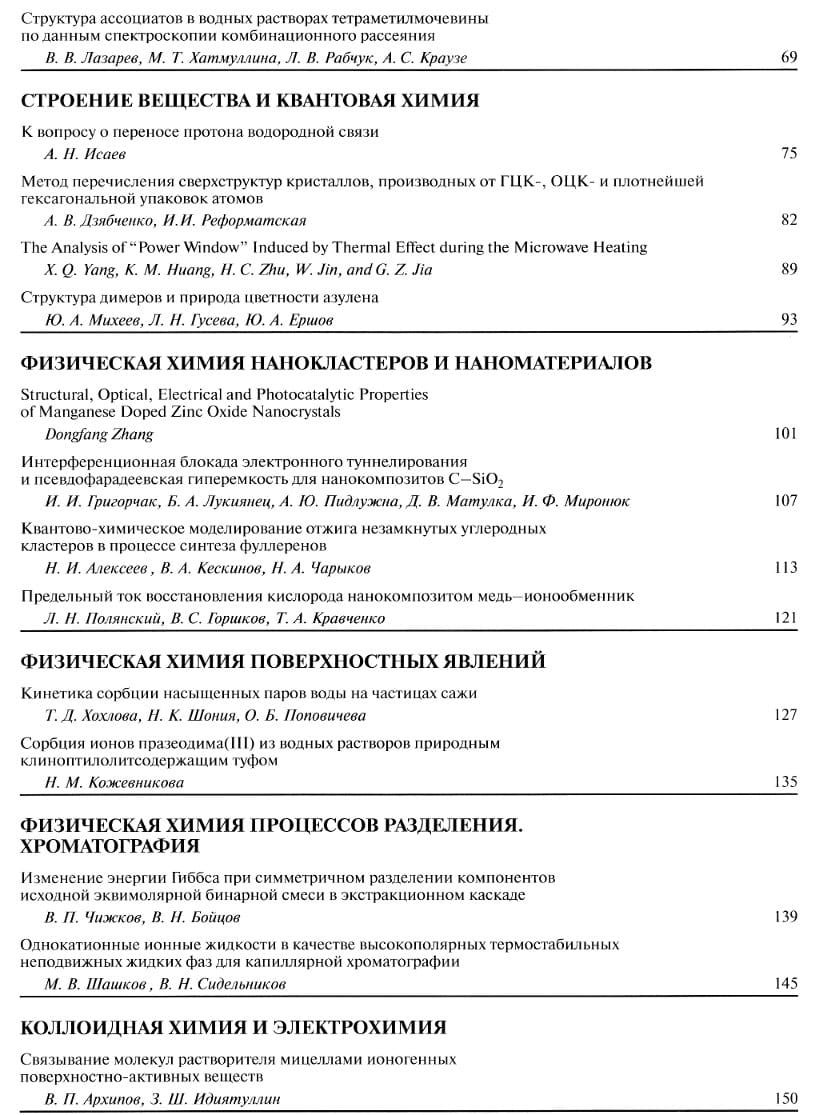 Структура ассоциатов в водных растворах тетраметилмочевины
по данным спектроскопии комбинационного рассеяния
В. В. Лазарев, М. Т. Хатмуллина, Л. В. Рабчук, А. С. Краузе 69
СТРОЕНИЕ ВЕЩЕСТВА И КВАНТОВАЯ ХИМИЯ
К вопросу о переносе протона водородной связи
А. Н. Исаев 75
Метод перечисления сверхструктур кристаллов, производных от ГЦК-, ОЦК- и плотнейшей
гексагональной упаковок атомов
А. В. Дзябченко, И.И. Реформатская 82
The Analysis of “Power Window” Induced by Thermal Effect during the Microwave Heating
X. Q. Yang, K. M. Huang, H. C. Zhu, W. Jin, and G. Z. Jia 89
Структура димеров и природа цветности азулена
Ю. А. Михеев, Л. Н. Гусева, Ю. А. Ершов 93
ФИЗИЧЕСКАЯ ХИМИЯ НАНОКЛАСТЕРОВ И НАНОМАТЕРИАЛОВ
Structural, Optical, Electrical and Photocatalytic Properties
of Manganese Doped Zinc Oxide Nanocrystals
Dongfang Zhang 101
Интерференционная блокада электронного туннелирования
и псевдофарадеевская гиперемкость для нанокомпозитов C–SiO₂
И. И. Григорчак, Б. А. Лукиянец, А. Ю. Пидлужна, Д. В. Матулка, И. Ф. Миронюк 107
Квантово-химическое моделирование отжига незамкнутых углеродных
кластеров в процессе синтеза фуллеренов
Н. И. Алексеев, В. А. Кескинов, Н. А. Чарыков 113
Предельный ток восстановления кислорода нанокомпозитом медь–ионообменник
Л. Н. Полянский, В. С. Горшков, Т. А. Кравченко 121
ФИЗИЧЕСКАЯ ХИМИЯ ПОВЕРХНОСТНЫХ ЯВЛЕНИЙ
Кинетика сорбции насыщенных паров воды на частицах сажи
Т. Д. Хохлова, Н. К. Шония, О. Б. Поповичева 127
Сорбция ионов празеодима(III) из водных растворов природным
клиноптилолитсодержащим туфом
Н. М. Кожевникова 135
ФИЗИЧЕСКАЯ ХИМИЯ ПРОЦЕССОВ РАЗДЕЛЕНИЯ.
ХРОМАТОГРАФИЯ
Изменение энергии Гиббса при симметричном разделении компонентов
исходной эквимолярной бинарной смеси в экстракционном каскаде
В. П. Чижков, В. Н. Бойцов 139
Однокатионные ионные жидкости в качестве высокополярных термостабильных
неподвижных жидких фаз для капиллярной хроматографии
М. В. Шашков, В. Н. Сидельников 145
КОЛЛОИДНАЯ ХИМИЯ И ЭЛЕКТРОХИМИЯ
Связывание молекул растворителя мицеллами ионогенных
поверхностно-активных веществ
В. П. Архипов, З. Ш. Идиятуллин 150